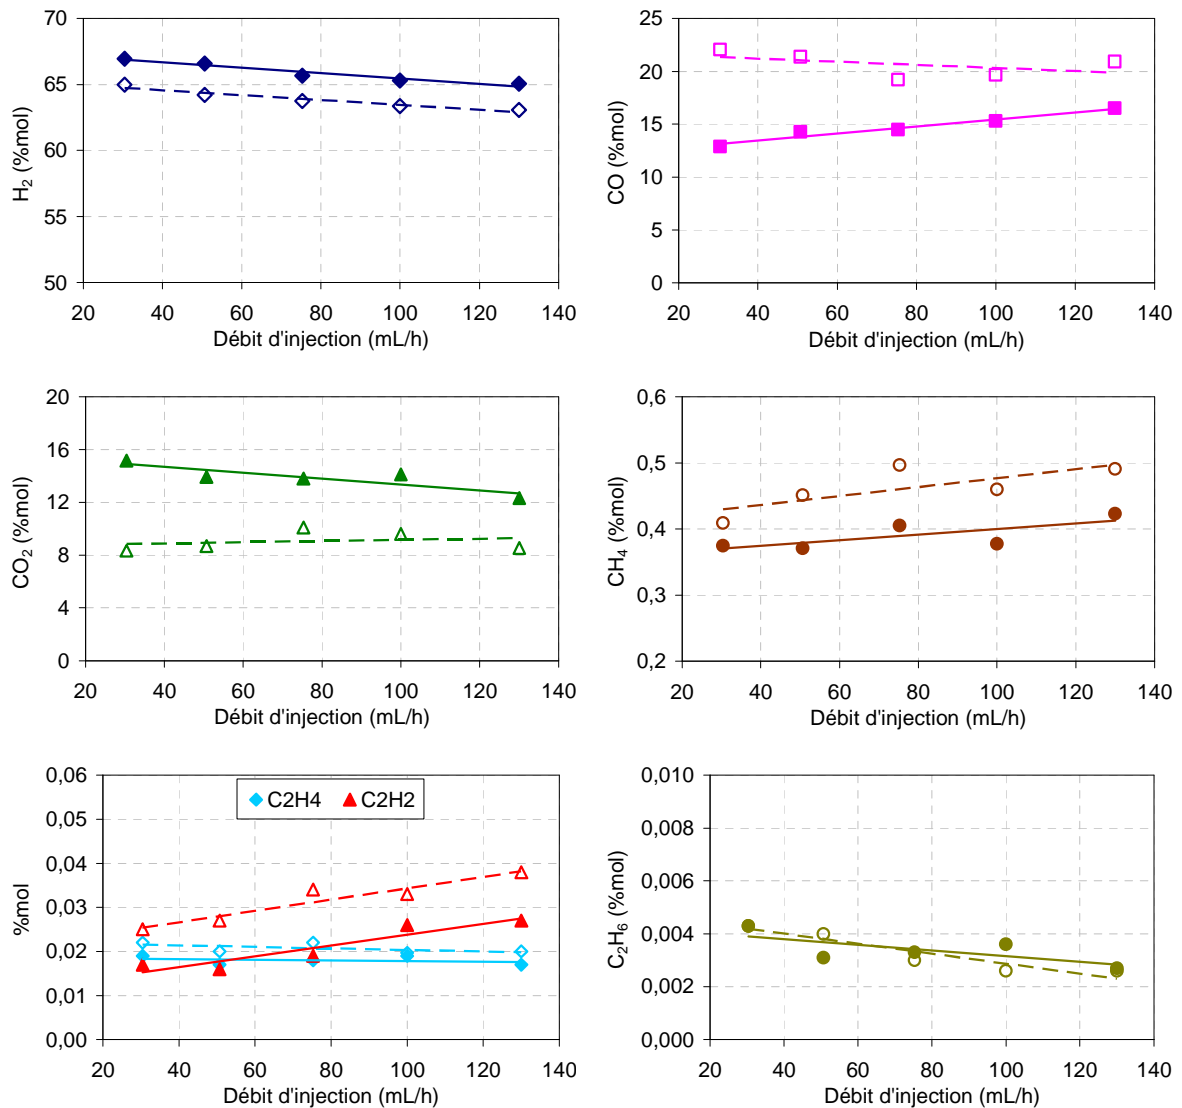 70
65
60
55
50
H₂ (%mol)
20 40 60 80 100 120 140
Débit d'injection (mL/h)
25
20
15
10
5
0
CO (%mol)
20 40 60 80 100 120 140
Débit d'injection (mL/h)
20
16
12
8
4
0
CO₂ (%mol)
20 40 60 80 100 120 140
Débit d'injection (mL/h)
0,6
0,5
0,4
0,3
0,2
CH₄ (%mol)
20 40 60 80 100 120 140
Débit d'injection (mL/h)
0,06
0,05
0,04
0,03
0,02
0,01
0,00
%mol
C2H4 C2H2
20 40 60 80 100 120 140
Débit d'injection (mL/h)
0,010
0,008
0,006
0,004
0,002
0,000
C₂H₆ (%mol)
20 40 60 80 100 120 140
Débit d'injection (mL/h)